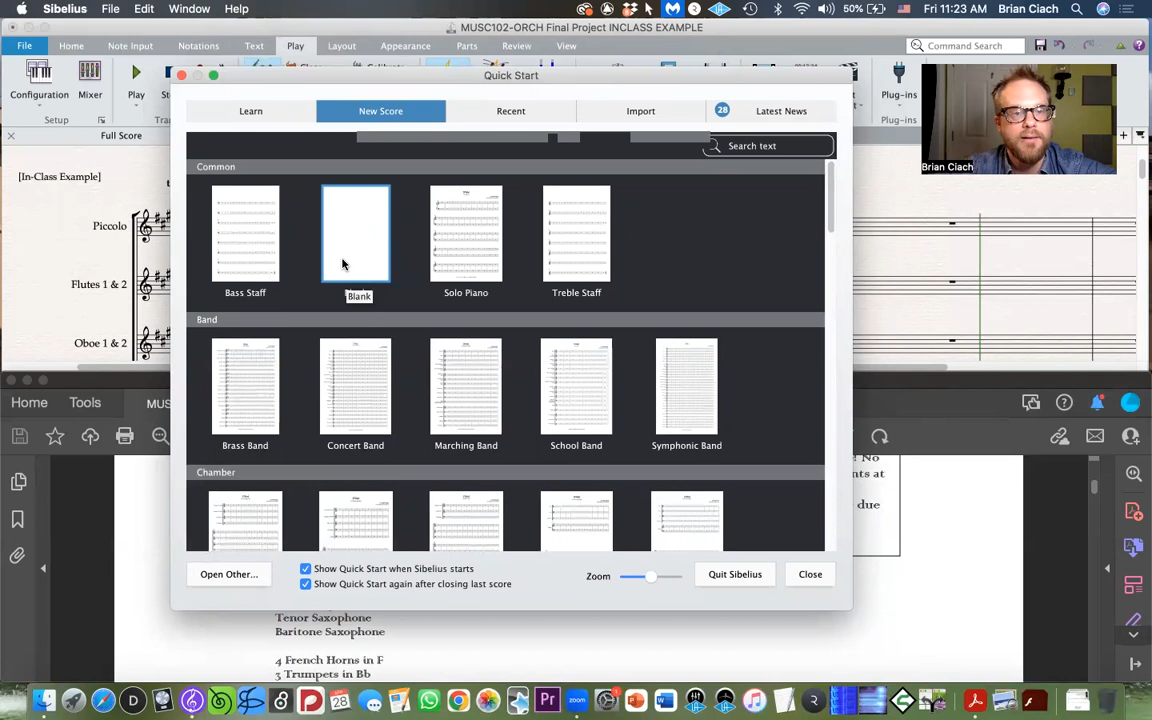 Sibelius File Edit Window Help 50% Fri 11:23 AM Brian Ciach
MUSC102-ORCH Final Project INCLASS EXAMPLE
File Home Note Input Notations Text Play Layout Appearance Parts Review View Command Search
Configuration Mixer Play Plug-ins
Setup Plug-ins
Full Score
Quick Start
Learn New Score Recent Import 28 Latest News
Search text
Common
Bass Staff Blank Solo Piano Treble Staff
Band
Brass Band Concert Band Marching Band School Band Symphonic Band
Chamber
Open Other...
Show Quick Start when Sibelius starts
Show Quick Start again after closing last score
Zoom
Quit Sibelius Close
Brian Ciach
[In-Class Example]
Piccolo
Flutes 1 & 2
Oboe 1 & 2
Home Tools MUS
No
nts at
due
Tenor Saxophone
Baritone Saxophone
4 French Horns in F
3 Trumpets in Bb